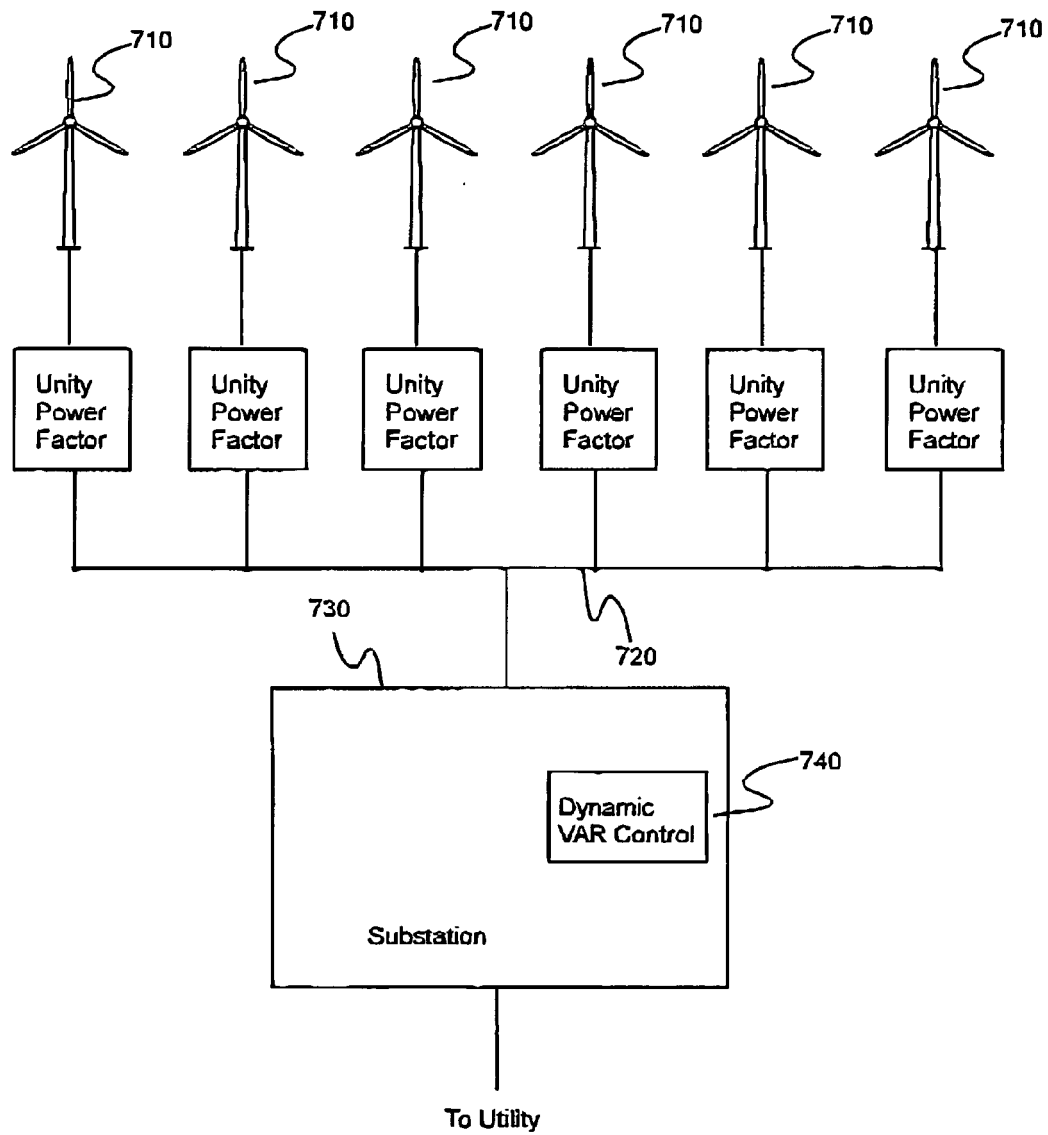 710 710 710 710 710 710
Unity Unity Unity Unity Unity Unity
Power Power Power Power Power Power
Factor Factor Factor Factor Factor Factor
730
720
740
Dynamic
VAR Control
Substation
To Utility